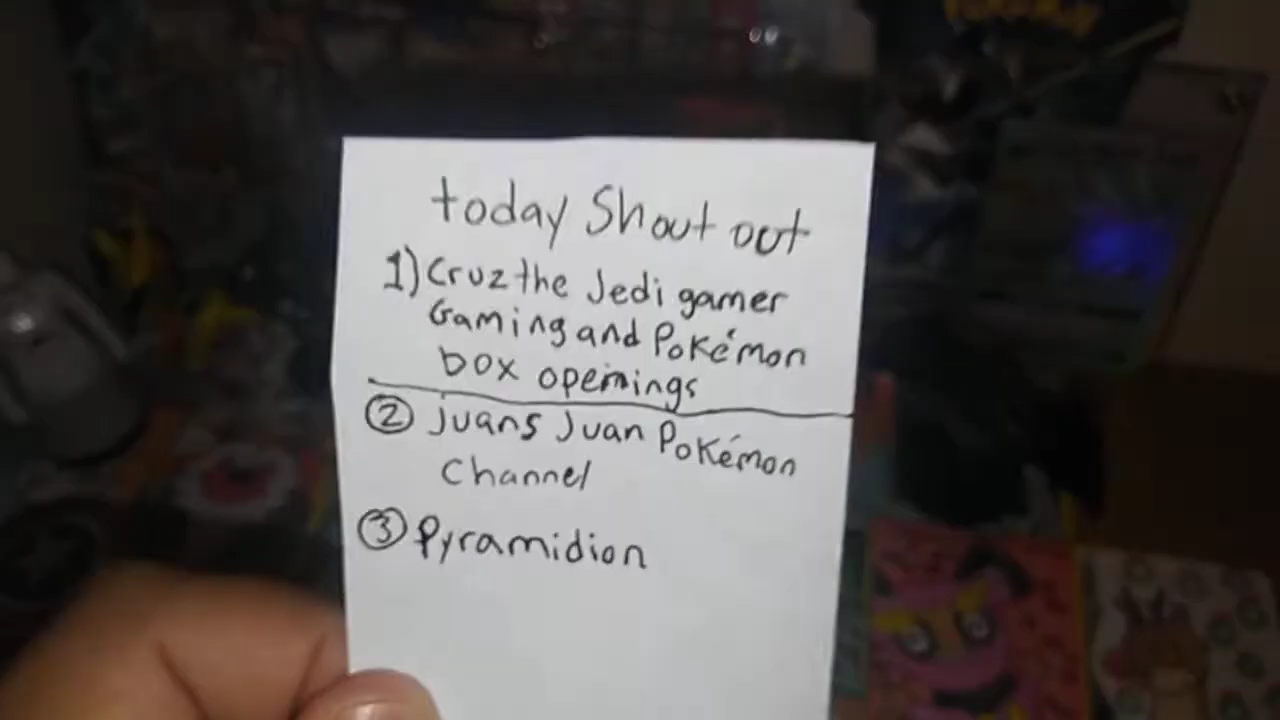 POKÉMON
today Shout out
1) Cruz the Jedi gamer
Gaming and Pokémon
box openings
② juans Juan Pokémon
Channel
③ Pyramidion